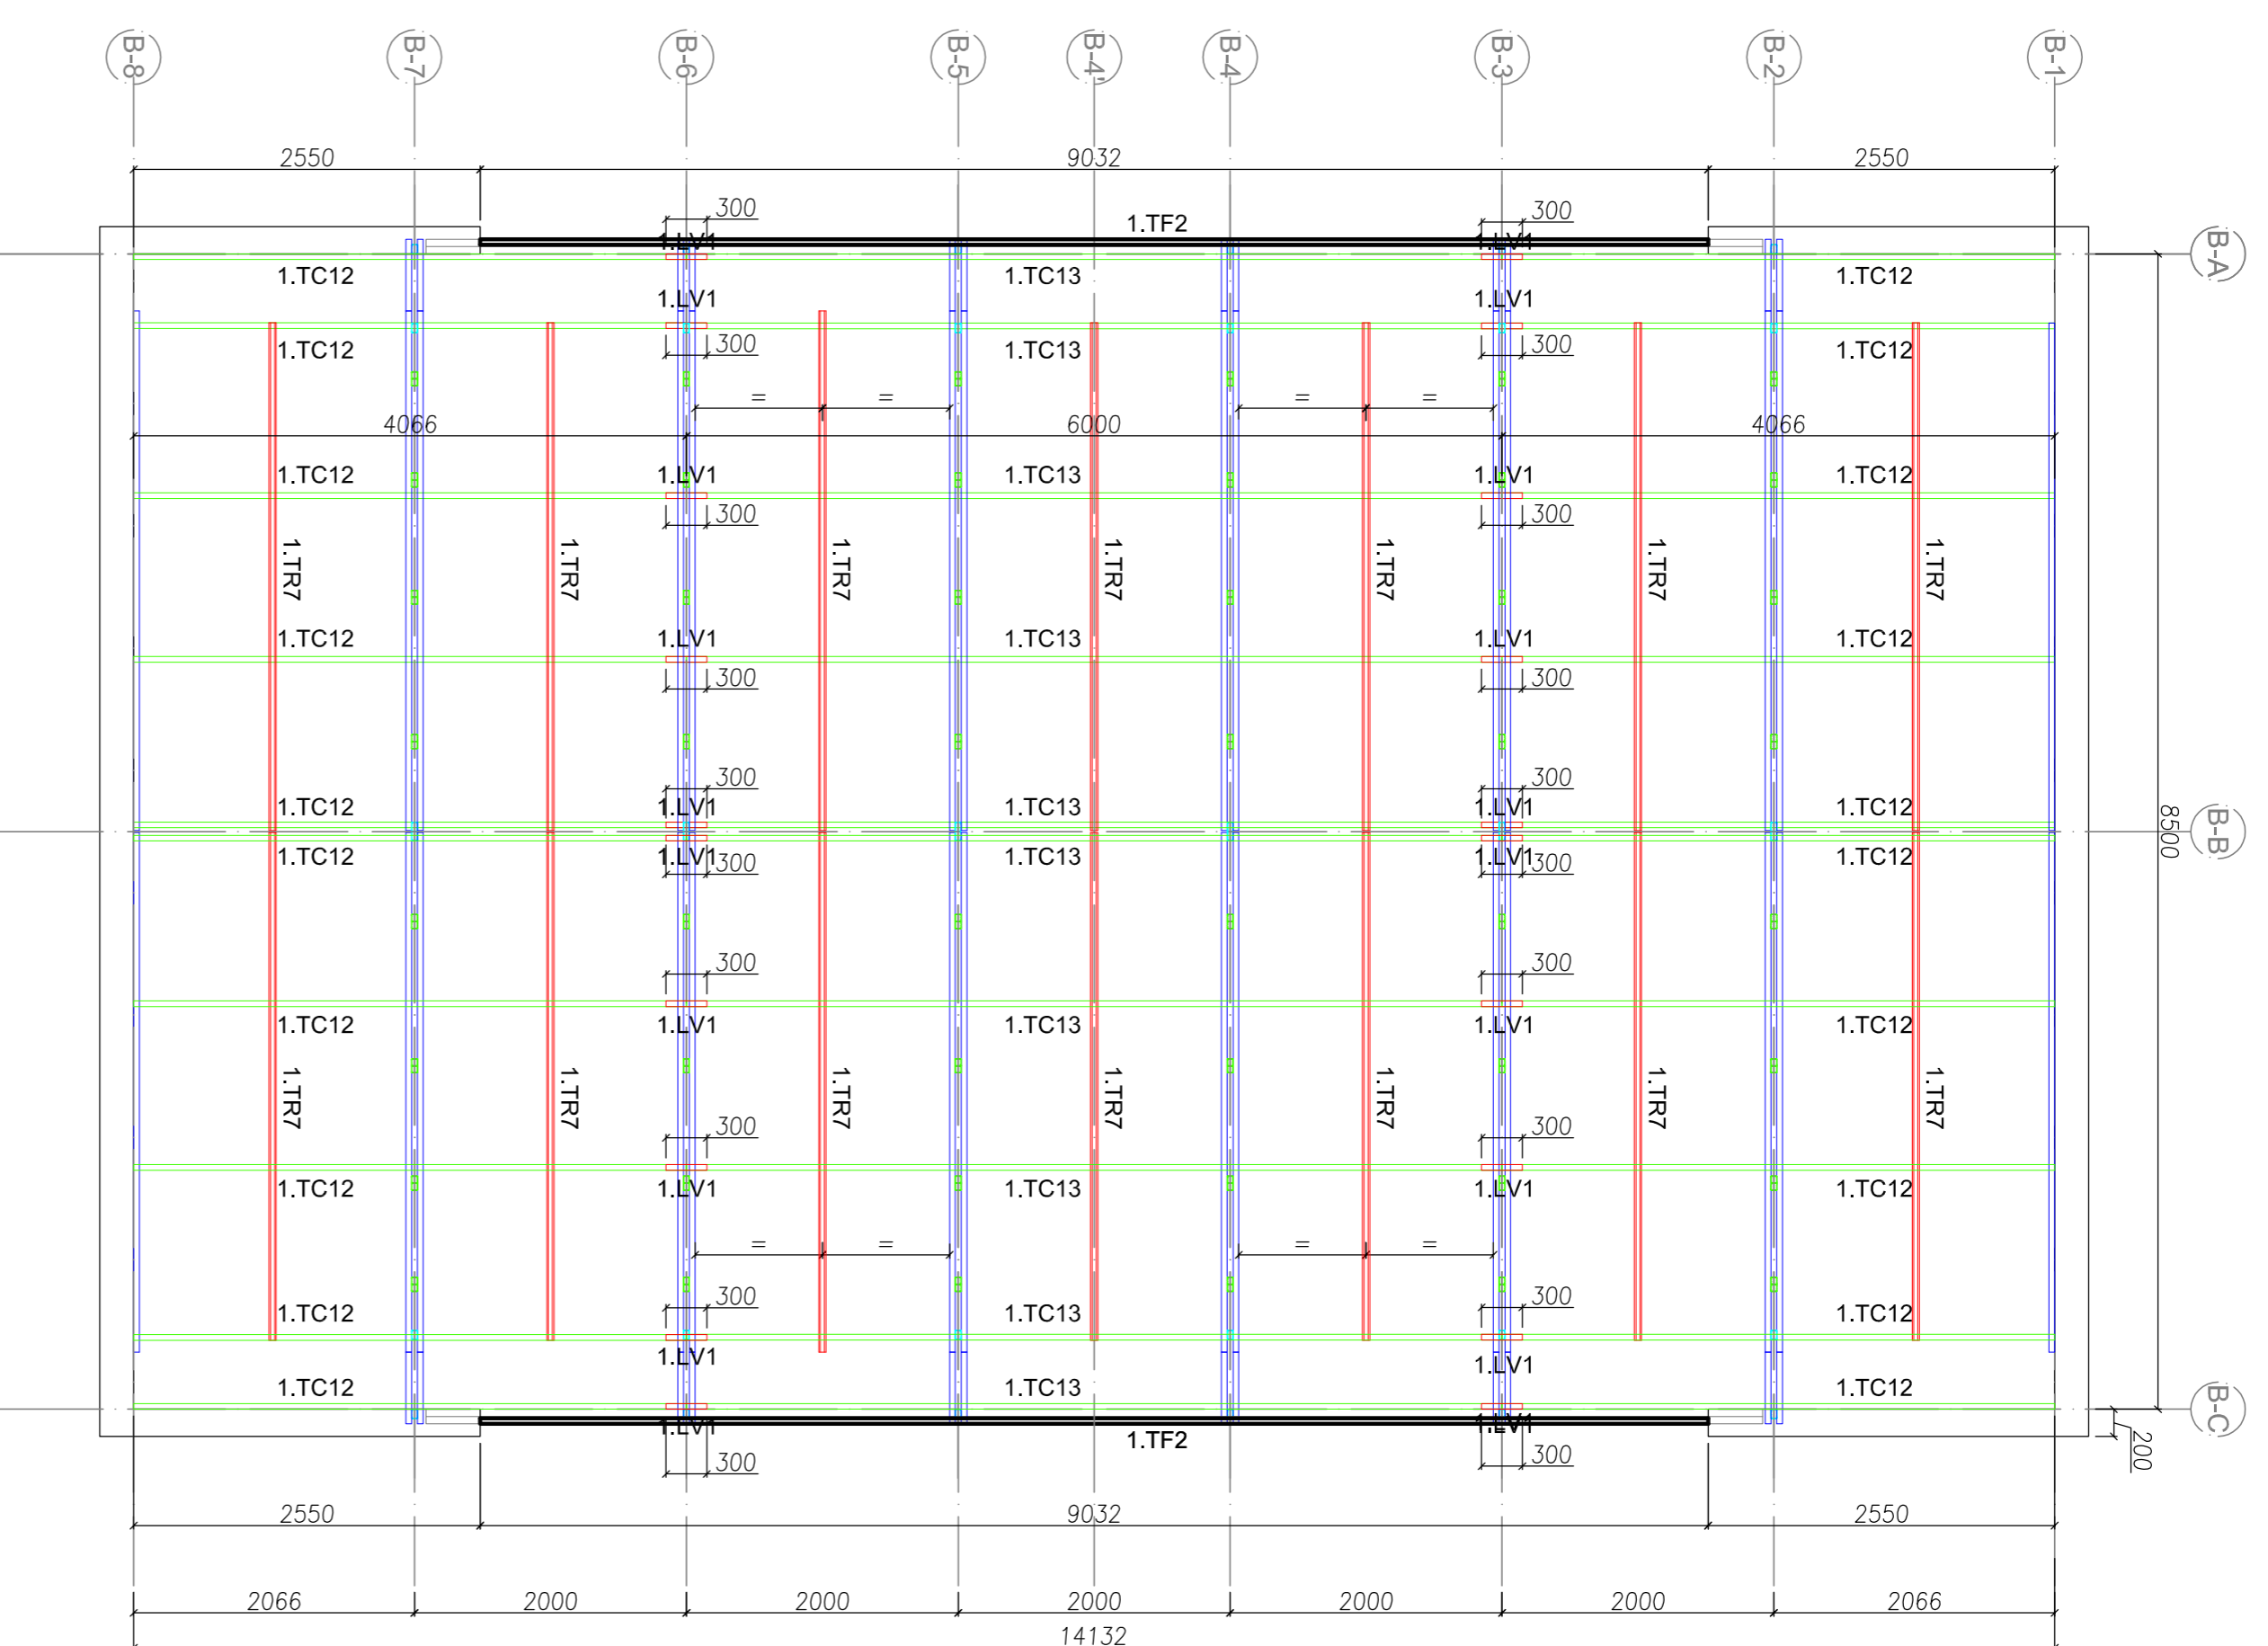 B-8 B-7 B-6 B-5 B-4' B-4 B-3 B-2 B-1
2550 9032 2550
300 1.TF2 300
1.LV1 1.LV1 B-A
1.TC12 1.TC13 1.TC12
1.LV1 1.LV1
1.TC12 300 1.TC13 300 1.TC12
= = = =
4066 6000 4066
1.TC12 1.LV1 1.TC13 1.LV1 1.TC12
300 300
1.TR7 1.TR7 1.TR7 1.TR7 1.TR7 1.TR7 1.TR7
1.TC12 1.LV1 1.TC13 1.LV1 1.TC12
300 300
300 300
1.TC12 1.LV1 1.TC13 1.LV1 1.TC12
8500 B-B
1.TC12 1.LV1 300 1.TC13 1.LV1 300 1.TC12
300 300
1.TC12 1.LV1 1.TC13 1.LV1 1.TC12
1.TR7 1.TR7 1.TR7 1.TR7 1.TR7 1.TR7 1.TR7
300 300
1.TC12 1.LV1 1.TC13 1.LV1 1.TC12
= = = =
300 300
1.TC12 1.TC13 1.TC12
1.LV1 1.LV1
1.TC12 1.TC13 1.TC12
B-C
1.LV1 1.TF2 1.LV1
300 300 200
2550 9032 2550
2066 2000 2000 2000 2000 2000 2066
14132